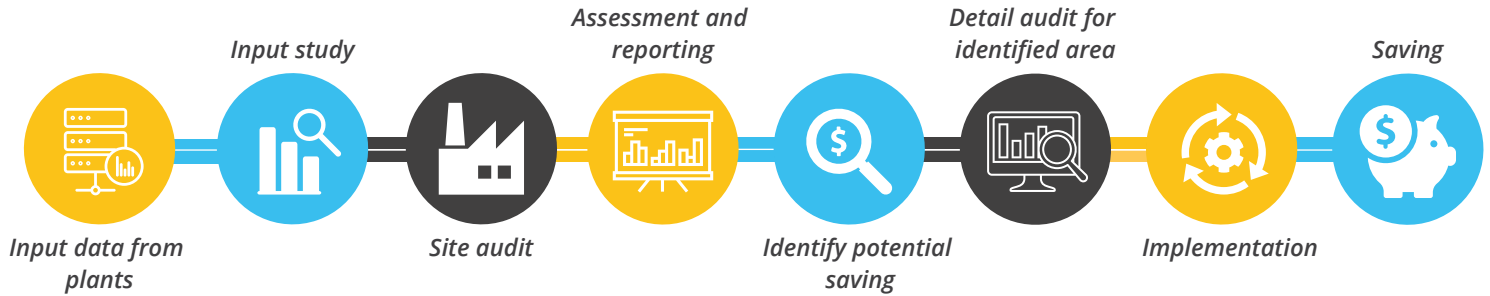 Input data from
plants
Input study
Site audit
Assessment and
reporting
Identify potential
saving
Detail audit for
identified area
Implementation
Saving
$
$